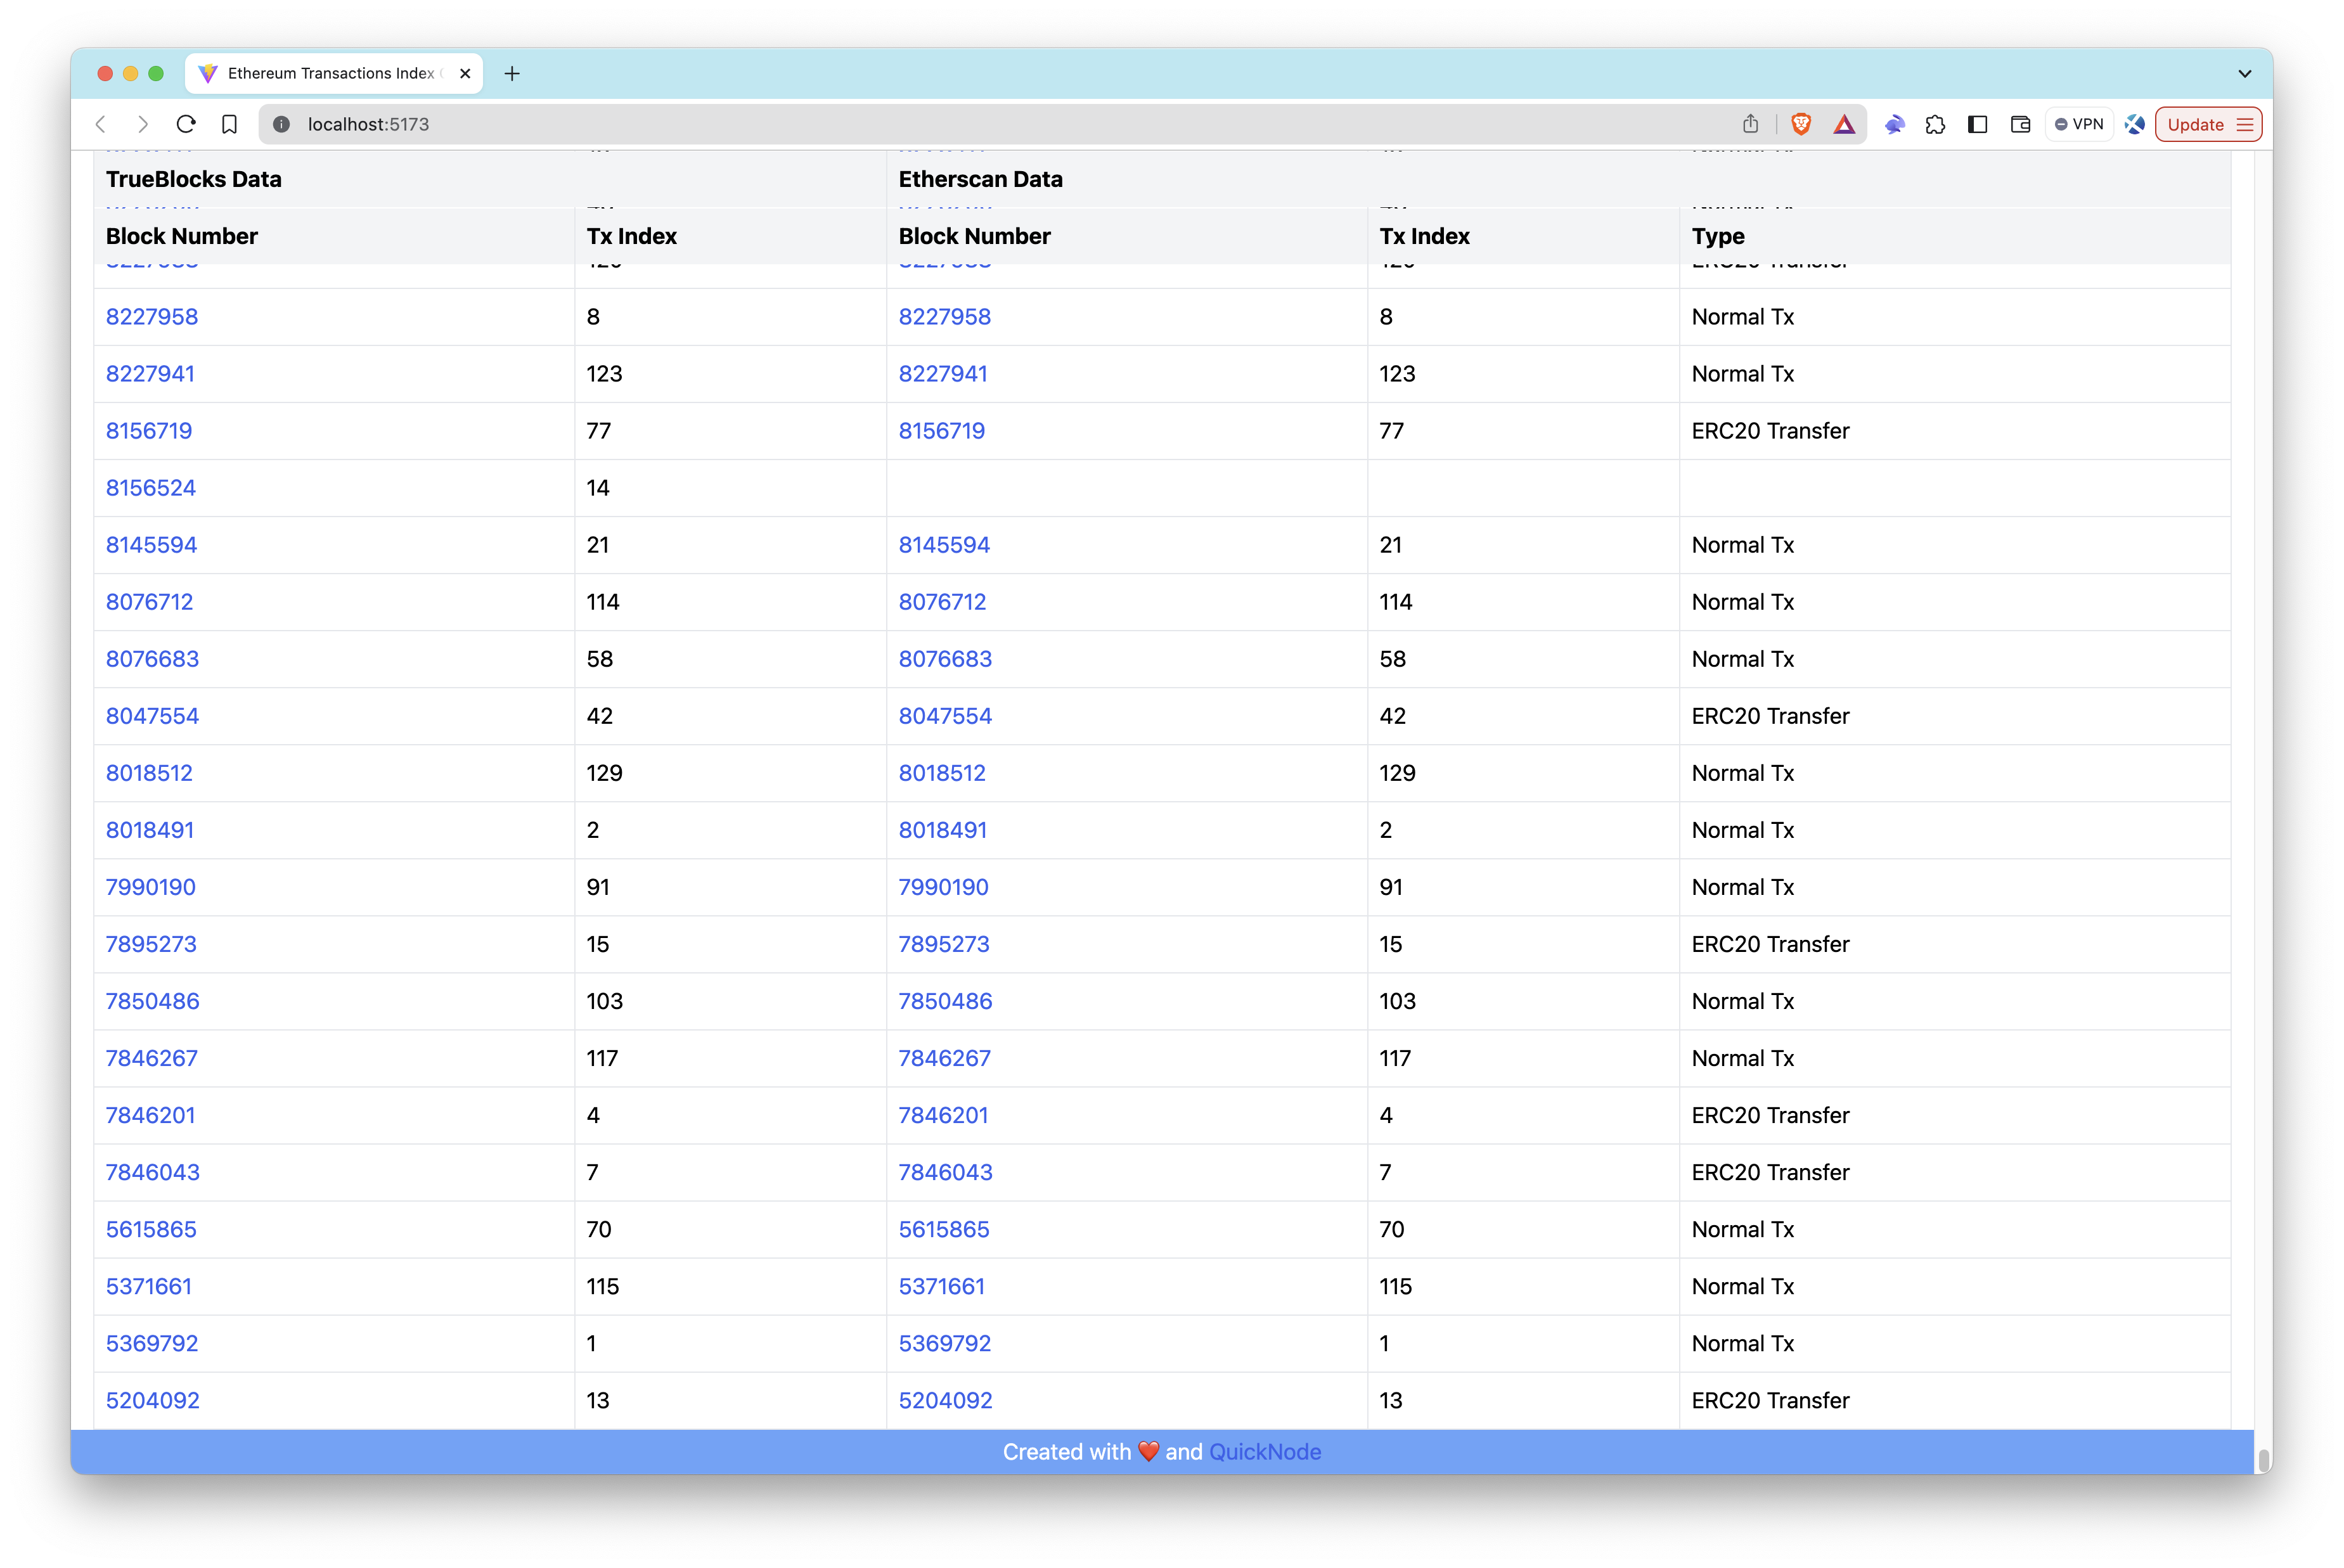 Ethereum Transactions Index
localhost:5173
VPN
Update
TrueBlocks Data Etherscan Data
Block Number Tx Index Block Number Tx Index Type
8227958 8 8227958 8 Normal Tx
8227941 123 8227941 123 Normal Tx
8156719 77 8156719 77 ERC20 Transfer
8156524 14
8145594 21 8145594 21 Normal Tx
8076712 114 8076712 114 Normal Tx
8076683 58 8076683 58 Normal Tx
8047554 42 8047554 42 ERC20 Transfer
8018512 129 8018512 129 Normal Tx
8018491 2 8018491 2 Normal Tx
7990190 91 7990190 91 Normal Tx
7895273 15 7895273 15 ERC20 Transfer
7850486 103 7850486 103 Normal Tx
7846267 117 7846267 117 Normal Tx
7846201 4 7846201 4 ERC20 Transfer
7846043 7 7846043 7 ERC20 Transfer
5615865 70 5615865 70 Normal Tx
5371661 115 5371661 115 Normal Tx
5369792 1 5369792 1 Normal Tx
5204092 13 5204092 13 ERC20 Transfer
Created with ❤️ and QuickNode